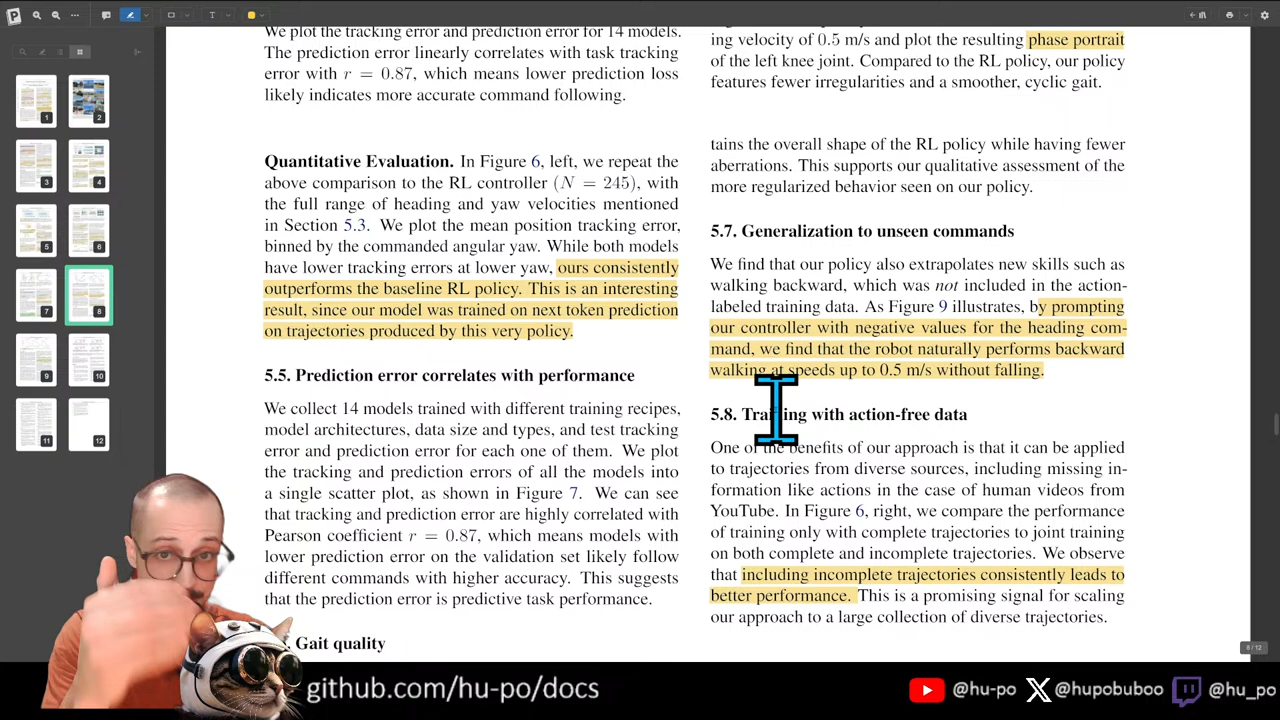 We plot the tracking error and prediction error for 14 models.
The prediction error linearly correlates with task tracking
error with r = 0.87, which means lower prediction loss
likely indicates more accurate command following.
Quantitative Evaluation. In Figure 6, left, we repeat the
above comparison to the RL controller (N = 245), with
the full range of heading and yaw velocities mentioned
in Section 5.3. We plot the mean position tracking error,
binned by the commanded angular yaw. While both models
have lower tracking errors at lower yaw, ours consistently
outperforms the baseline RL policy. This is an interesting
result, since our model was trained on next token prediction
on trajectories produced by this very policy.
5.5. Prediction error correlates with performance
We collect 14 models trained with different training recipes,
model architectures, data size and types, and test tracking
error and prediction error for each one of them. We plot
the tracking and prediction errors of all the models into
a single scatter plot, as shown in Figure 7. We can see
that tracking and prediction error are highly correlated with
Pearson coefficient r = 0.87, which means models with
lower prediction error on the validation set likely follow
different commands with higher accuracy. This suggests
that the prediction error is predictive task performance.
Gait quality
ing velocity of 0.5 m/s and plot the resulting phase portrait
of the left knee joint. Compared to the RL policy, our policy
features fewer irregularities and a smoother, cyclic gait.
tains the overall shape of the RL policy while having fewer
aberrations. This supports our qualitative assessment of the
more regularized behavior seen on our policy.
5.7. Generalization to unseen commands
We find that our policy also extrapolates new skills such as
walking backward, which was not included in the action-
labeled training data. As Figure 9 illustrates, by prompting
our controller with negative values for the heading com-
mand, we find that the robot naturally performs backward
walking at speeds up to 0.5 m/s without falling.
5.8. Training with action-free data
One of the benefits of our approach is that it can be applied
to trajectories from diverse sources, including missing in-
formation like actions in the case of human videos from
YouTube. In Figure 6, right, we compare the performance
of training only with complete trajectories to joint training
on both complete and incomplete trajectories. We observe
that including incomplete trajectories consistently leads to
better performance. This is a promising signal for scaling
our approach to a large collection of diverse trajectories.
1
2
3
4
5
6
7
8
9
10
11
12
8 / 12
github.com/hu-po/docs
@hu-po
@hupobuboo
@hu_po